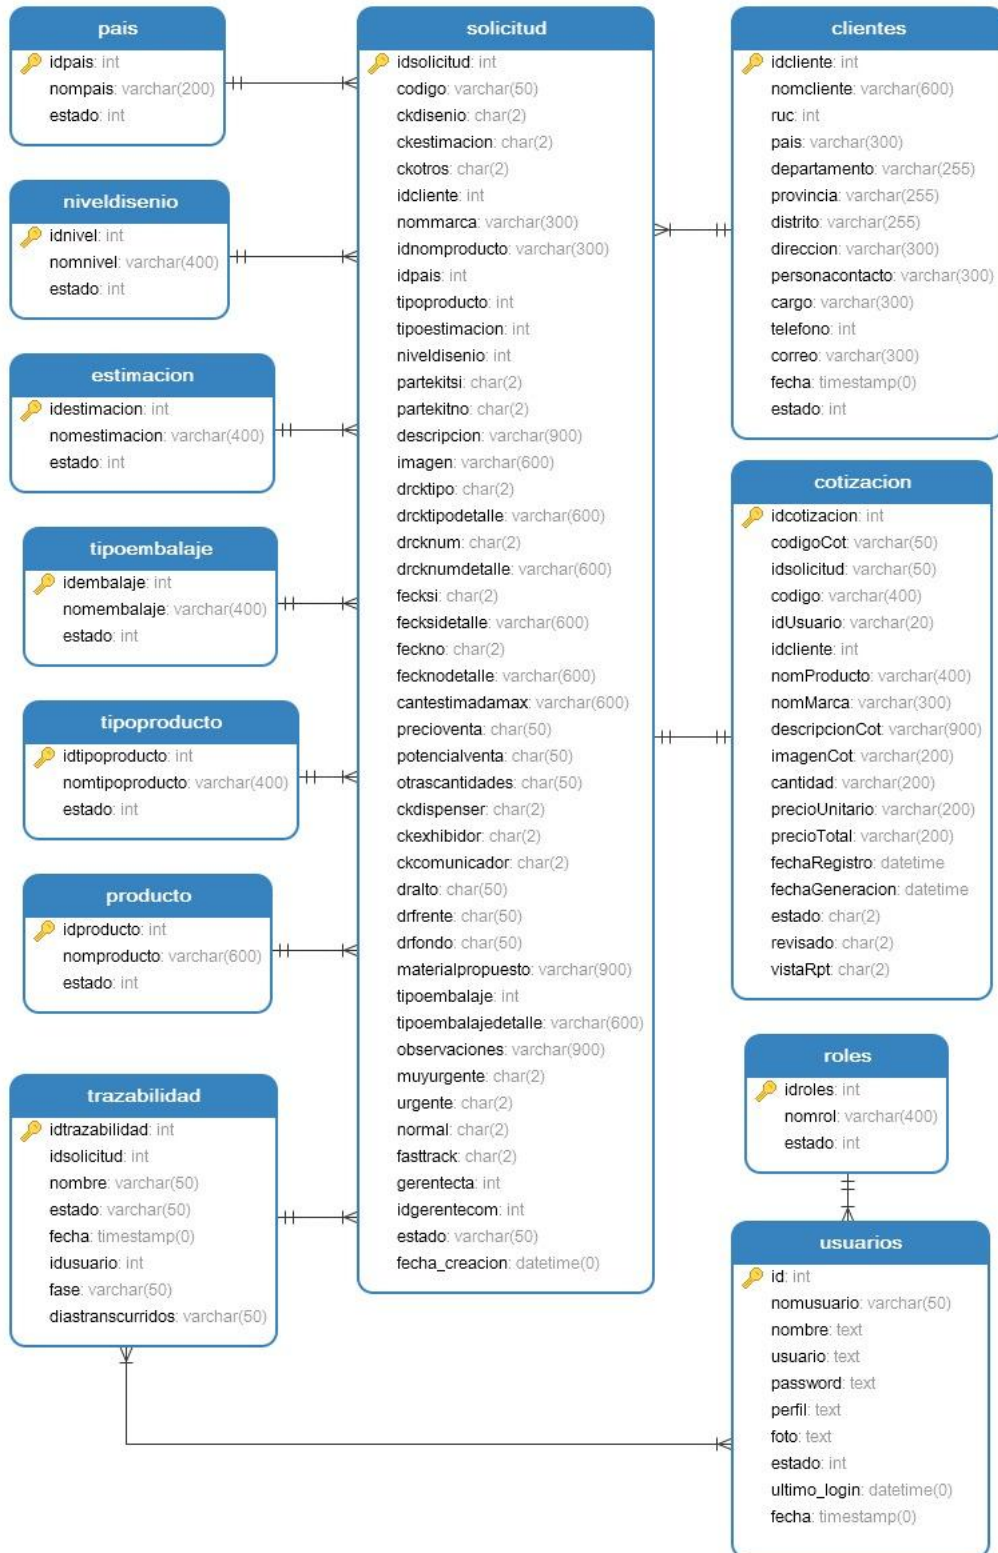 pais
idpais: int
nompais: varchar(200)
estado: int
niveldisenio
idnivel: int
nomnivel: varchar(400)
estado: int
estimacion
idestimacion: int
nomestimacion: varchar(400)
estado: int
tipoembalaje
idembalaje: int
nomembalaje: varchar(400)
estado: int
tipoproducto
idtipoproducto: int
nomtipoproducto: varchar(400)
estado: int
producto
idproducto: int
nomproducto: varchar(600)
estado: int
trazabilidad
idtrazabilidad: int
idsolicitud: int
nombre: varchar(50)
estado: varchar(50)
fecha: timestamp(0)
idusuario: int
fase: varchar(50)
diastranscurridos: varchar(50)
solicitud
idsolicitud: int
codigo: varchar(50)
ckdisenio: char(2)
ckestimacion: char(2)
ckotros: char(2)
idcliente: int
nommarca: varchar(300)
idnomproducto: varchar(300)
idpais: int
tipoproducto: int
tipoestimacion: int
niveldisenio: int
partekitsi: char(2)
partekitno: char(2)
descripcion: varchar(900)
imagen: varchar(600)
drcktipo: char(2)
drcktipodetalle: varchar(600)
drcknum: char(2)
drcknumdetalle: varchar(600)
fecksi: char(2)
fecksidetalle: varchar(600)
feckno: char(2)
fecknodetalle: varchar(600)
cantestimadamax: varchar(600)
precioventa: char(50)
potencialventa: char(50)
otrascantidades: char(50)
ckdispenser: char(2)
ckexhibidor: char(2)
ckcomunicador: char(2)
dralto: char(50)
drfrente: char(50)
drfondo: char(50)
materialpropuesto: varchar(900)
tipoembalaje: int
tipoembalajedetalle: varchar(600)
observaciones: varchar(900)
muyurgente: char(2)
urgente: char(2)
normal: char(2)
fasttrack: char(2)
gerentecta: int
idgerentecom: int
estado: varchar(50)
fecha_creacion: datetime(0)
clientes
idcliente: int
nomcliente: varchar(600)
ruc: int
pais: varchar(300)
departamento: varchar(255)
provincia: varchar(255)
distrito: varchar(255)
direccion: varchar(300)
personacontacto: varchar(300)
cargo: varchar(300)
telefono: int
correo: varchar(300)
fecha: timestamp(0)
estado: int
cotizacion
idcotizacion: int
codigoCot: varchar(50)
idsolicitud: varchar(50)
codigo: varchar(400)
idUsuario: varchar(20)
idcliente: int
nomProducto: varchar(400)
nomMarca: varchar(300)
descripcionCot: varchar(900)
imagenCot: varchar(200)
cantidad: varchar(200)
precioUnitario: varchar(200)
precioTotal: varchar(200)
fechaRegistro: datetime
fechaGeneracion: datetime
estado: char(2)
revisado: char(2)
vistaRpt: char(2)
roles
idroles: int
nomrol: varchar(400)
estado: int
usuarios
id: int
nomusuario: varchar(50)
nombre: text
usuario: text
password: text
perfil: text
foto: text
estado: int
ultimo_login: datetime(0)
fecha: timestamp(0)